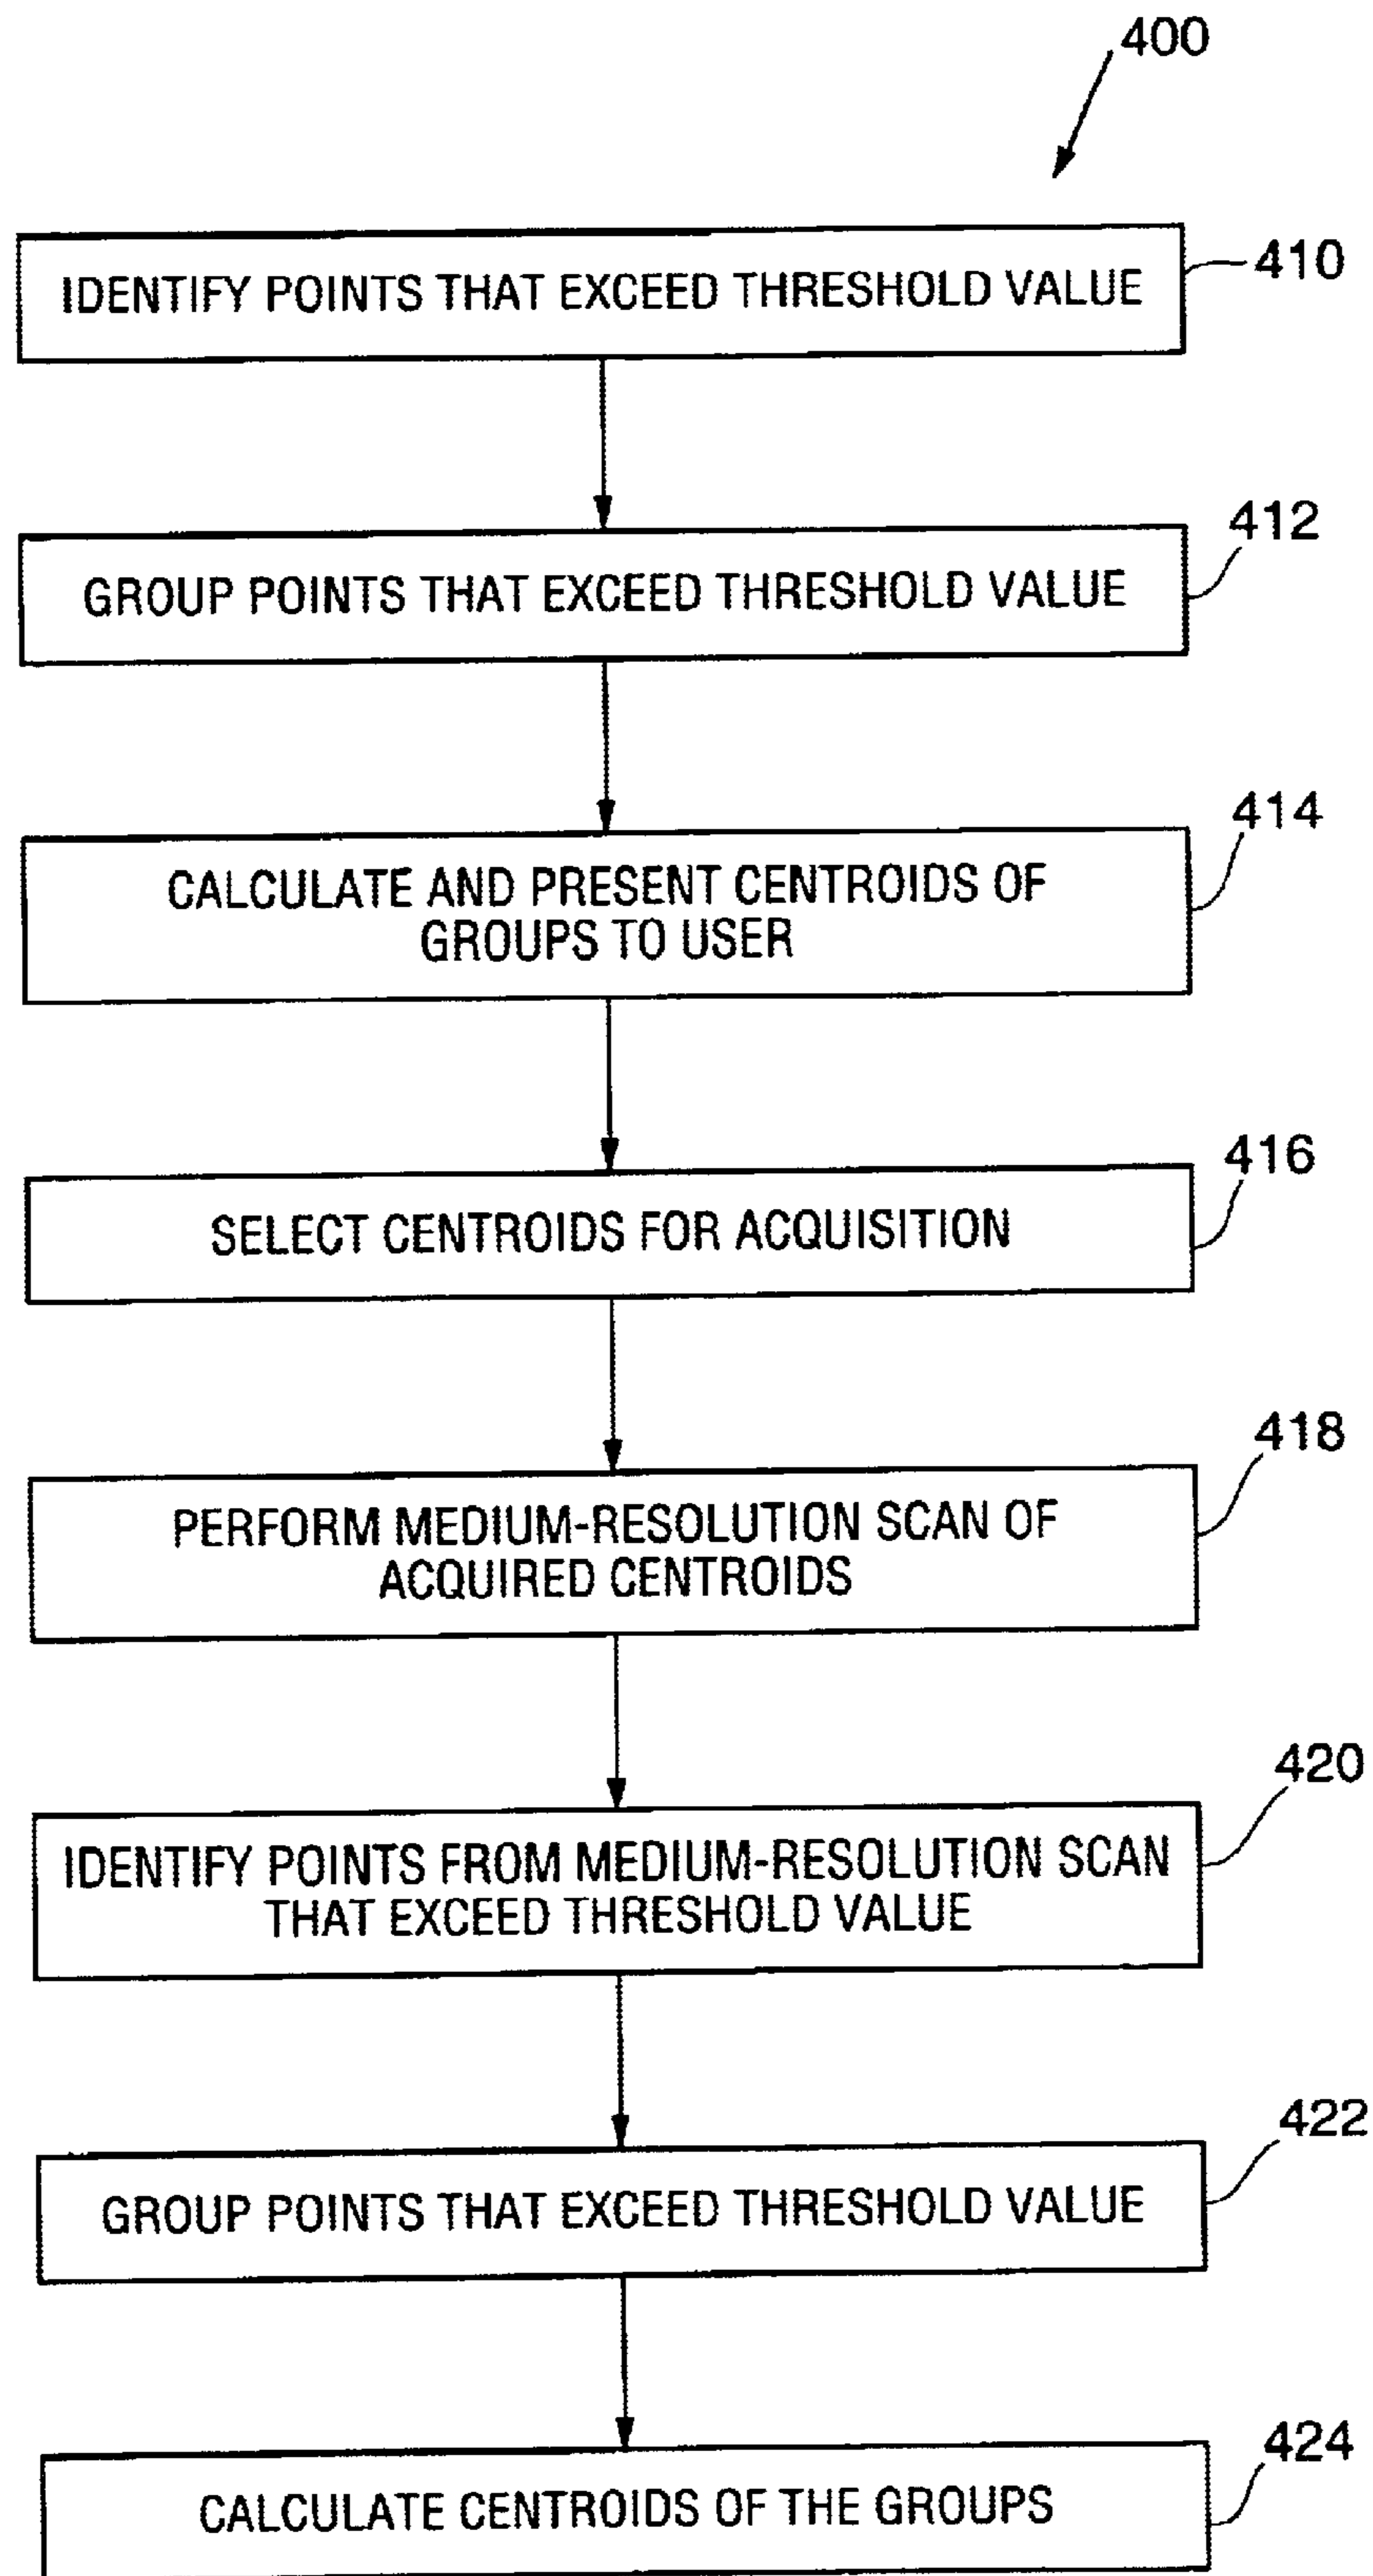 400
IDENTIFY POINTS THAT EXCEED THRESHOLD VALUE
410
GROUP POINTS THAT EXCEED THRESHOLD VALUE
412
CALCULATE AND PRESENT CENTROIDS OF
GROUPS TO USER
414
SELECT CENTROIDS FOR ACQUISITION
416
PERFORM MEDIUM-RESOLUTION SCAN OF
ACQUIRED CENTROIDS
418
IDENTIFY POINTS FROM MEDIUM-RESOLUTION SCAN
THAT EXCEED THRESHOLD VALUE
420
GROUP POINTS THAT EXCEED THRESHOLD VALUE
422
CALCULATE CENTROIDS OF THE GROUPS
424